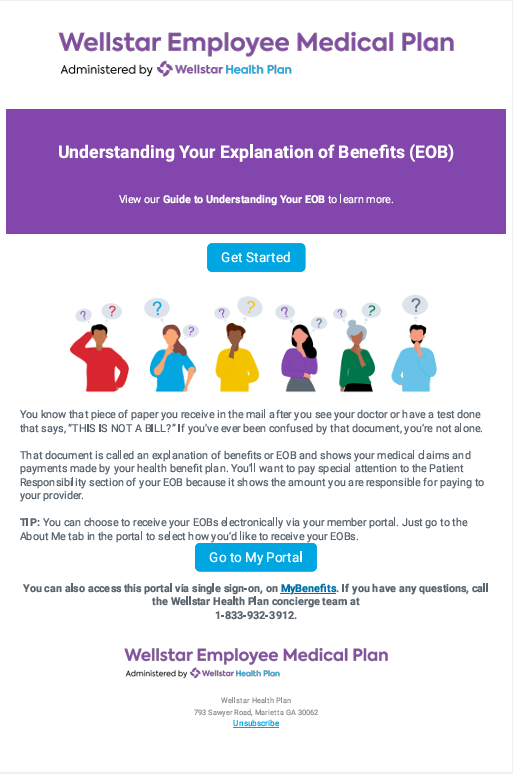 Wellstar Employee Medical Plan
Administered by Wellstar Health Plan
Understanding Your Explanation of Benefits (EOB)
View our Guide to Understanding Your EOB to learn more.
Get Started
? ? ? ? ? ? ? ? ? ? ?
You know that piece of paper you receive in the mail after you see your doctor or have a test done
that says, "THIS IS NOT A BILL?" If you've ever been confused by that document, you're not alone.
That document is called an explanation of benefits or EOB and shows your medical claims and
payments made by your health benefit plan. You'll want to pay special attention to the Patient
Responsibility section of your EOB because it shows the amount you are responsible for paying to
your provider.
TIP: You can choose to receive your EOBs electronically via your member portal. Just go to the
About Me tab in the portal to select how you'd like to receive your EOBs.
Go to My Portal
You can also access this portal via single sign-on, on MyBenefits. If you have any questions, call
the Wellstar Health Plan concierge team at
1-833-932-3912.
Wellstar Employee Medical Plan
Administered by Wellstar Health Plan
Wellstar Health Plan
793 Sawyer Road, Marietta GA 30062
Unsubscribe